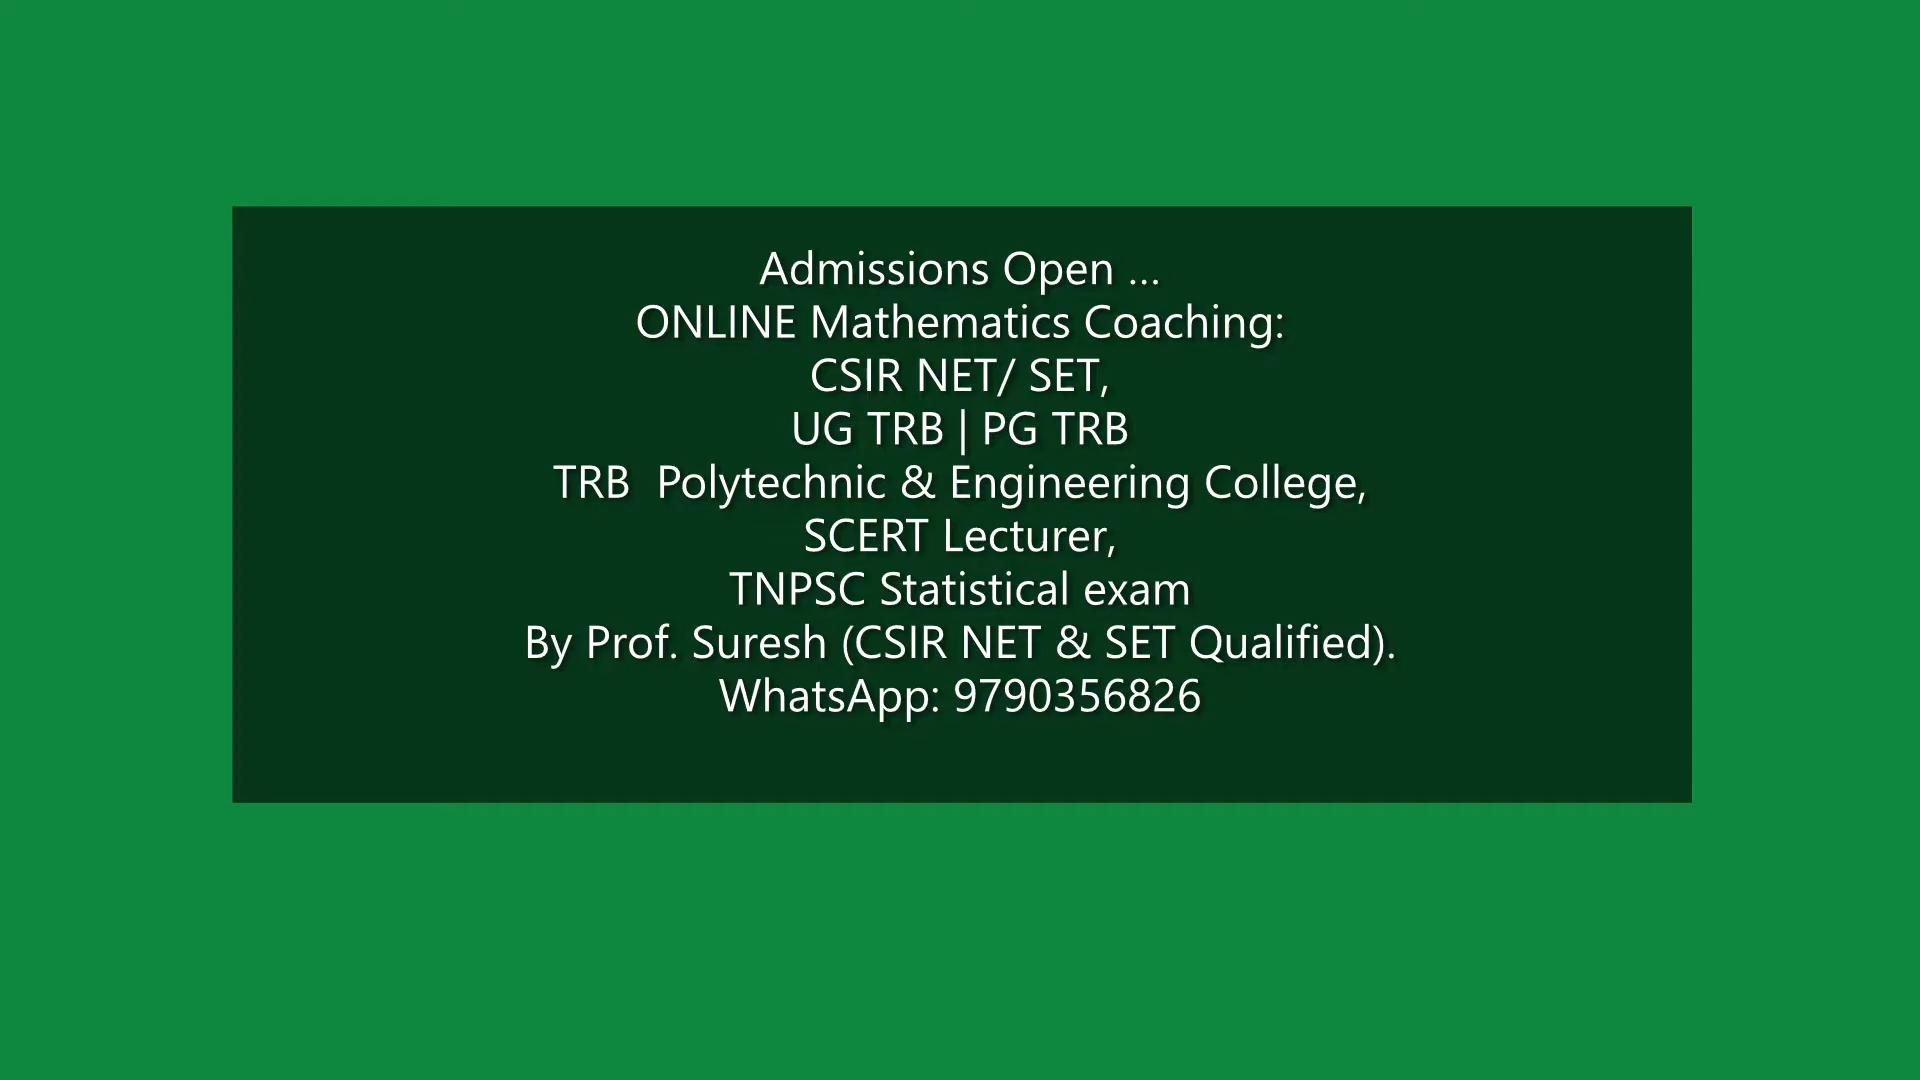 Admissions Open ...
ONLINE Mathematics Coaching:
CSIR NET/ SET,
UG TRB | PG TRB
TRB  Polytechnic & Engineering College,
SCERT Lecturer,
TNPSC Statistical exam
By Prof. Suresh (CSIR NET & SET Qualified).
WhatsApp: 9790356826